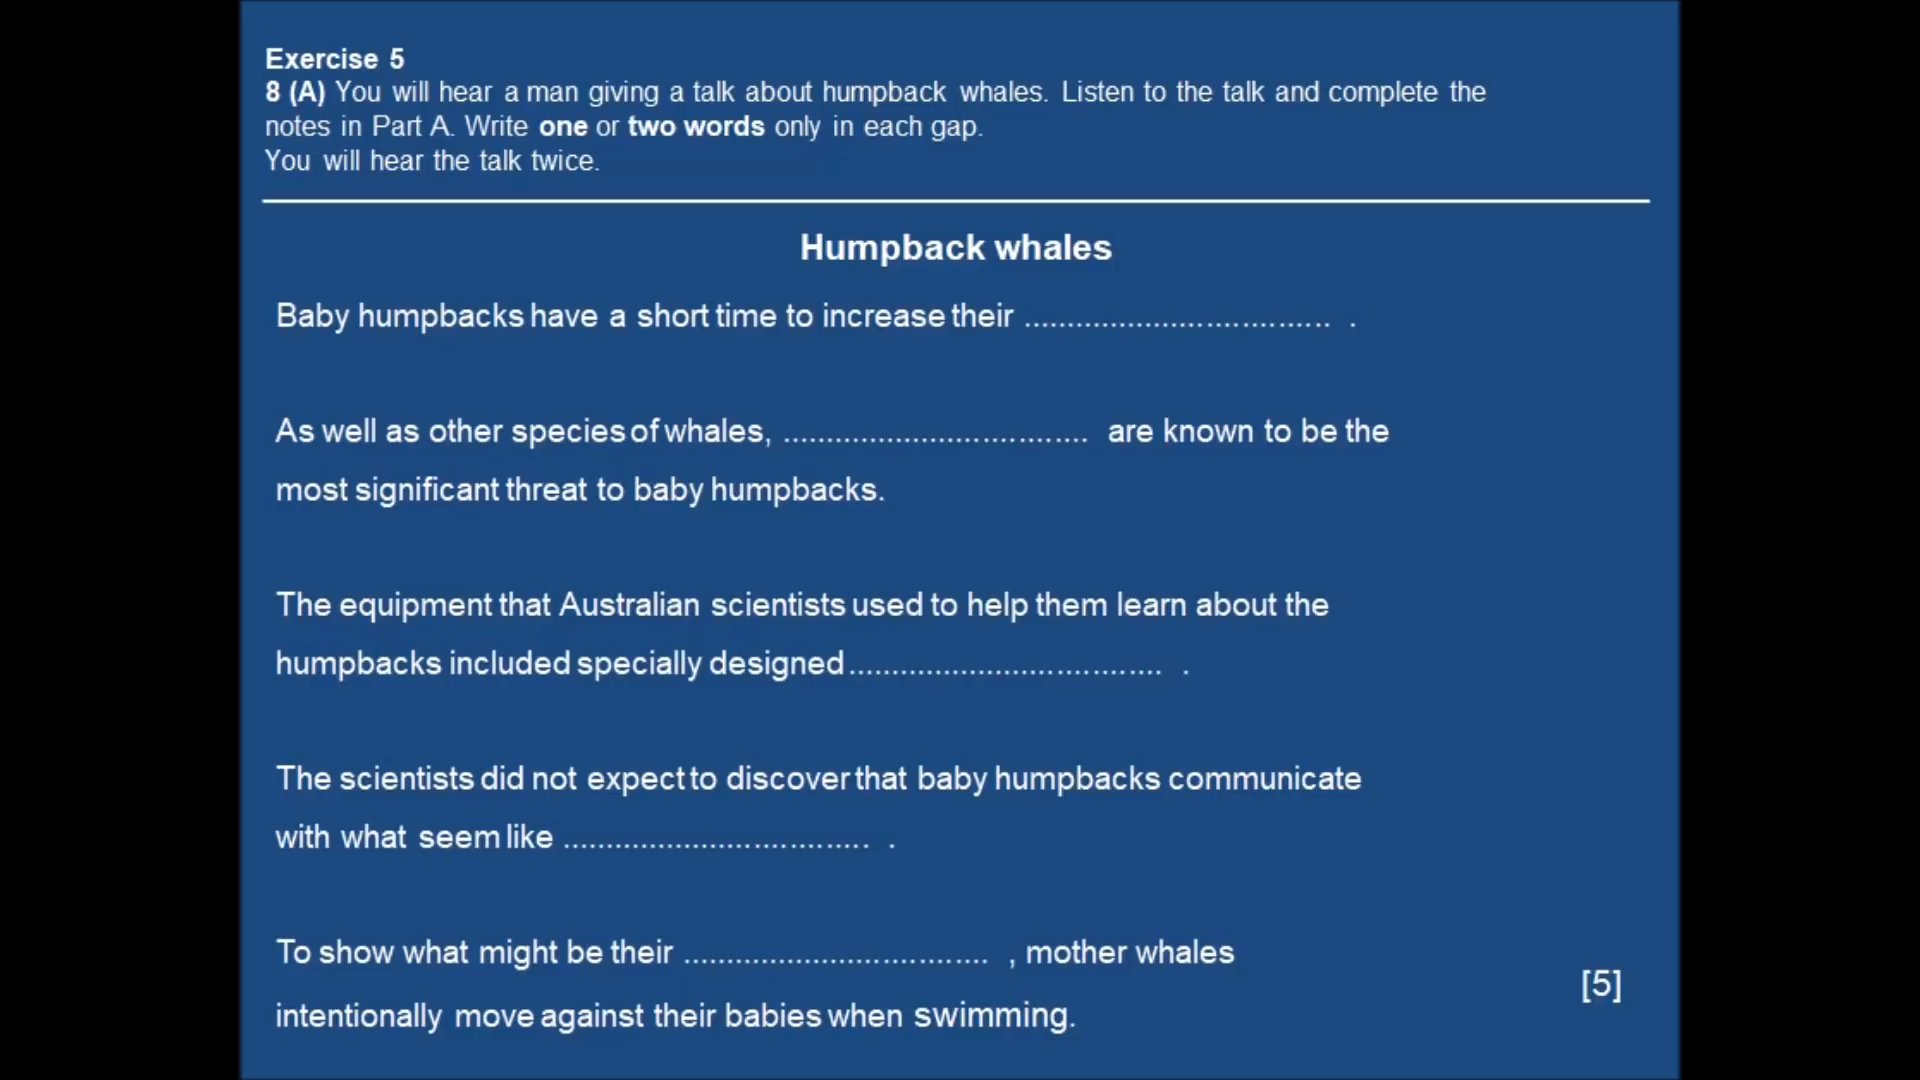 Exercise 5
8 (A) You will hear a man giving a talk about humpback whales. Listen to the talk and complete the
notes in Part A. Write one or two words only in each gap.
You will hear the talk twice.
Humpback whales
Baby humpbacks have a short time to increase their .................................... .
As well as other species of whales, .................................... are known to be the
most significant threat to baby humpbacks.
The equipment that Australian scientists used to help them learn about the
humpbacks included specially designed .................................... .
The scientists did not expect to discover that baby humpbacks communicate
with what seem like .................................... .
To show what might be their .................................... , mother whales
[5]
intentionally move against their babies when swimming.